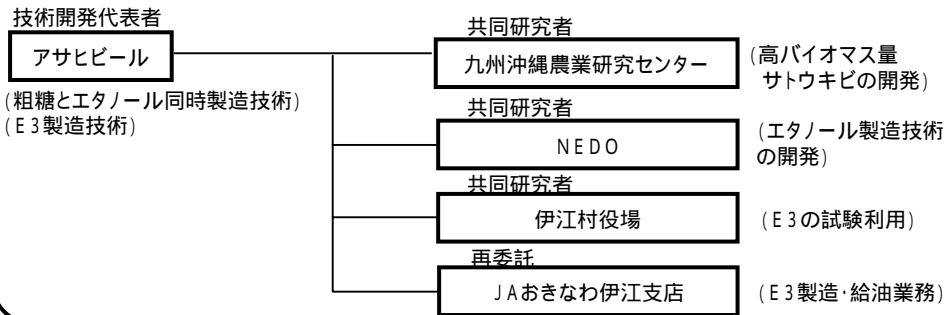 技術開発代表者
アサヒビール
(粗糖とエタノール同時製造技術)
(E3製造技術)
共同研究者
九州沖縄農業研究センター
(高バイオマス量
サトウキビの開発)
共同研究者
NEDO
(エタノール製造技術
の開発)
共同研究者
伊江村役場
(E3の試験利用)
再委託
JAおきなわ伊江支店
(E3製造・給油業務)